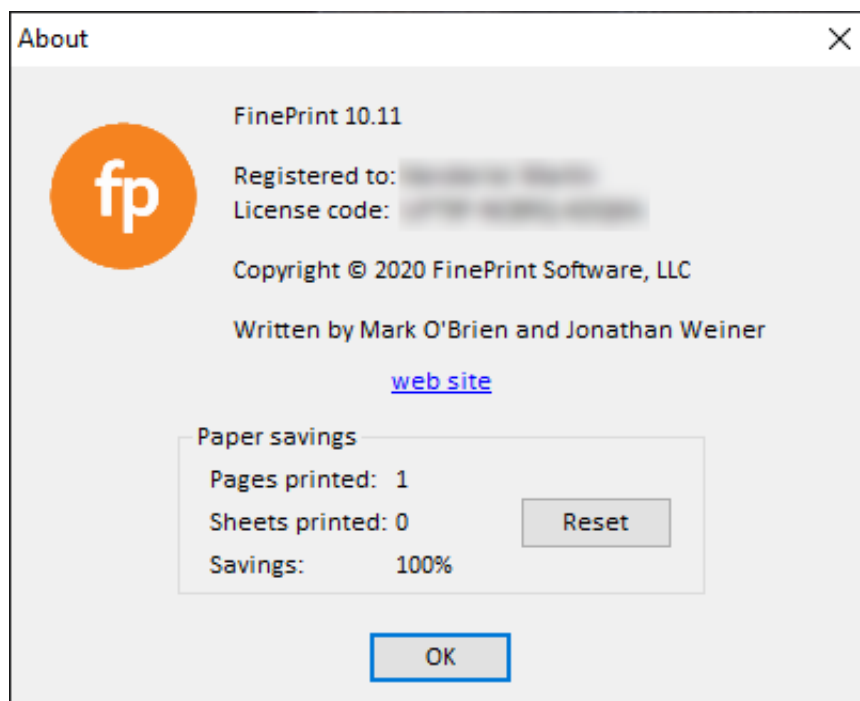 About
fp
FinePrint 10.11
Registered to:
License code:
Copyright © 2020 FinePrint Software, LLC
Written by Mark O'Brien and Jonathan Weiner
web site
Paper savings
Pages printed: 1
Sheets printed: 0
Reset
Savings: 100%
OK